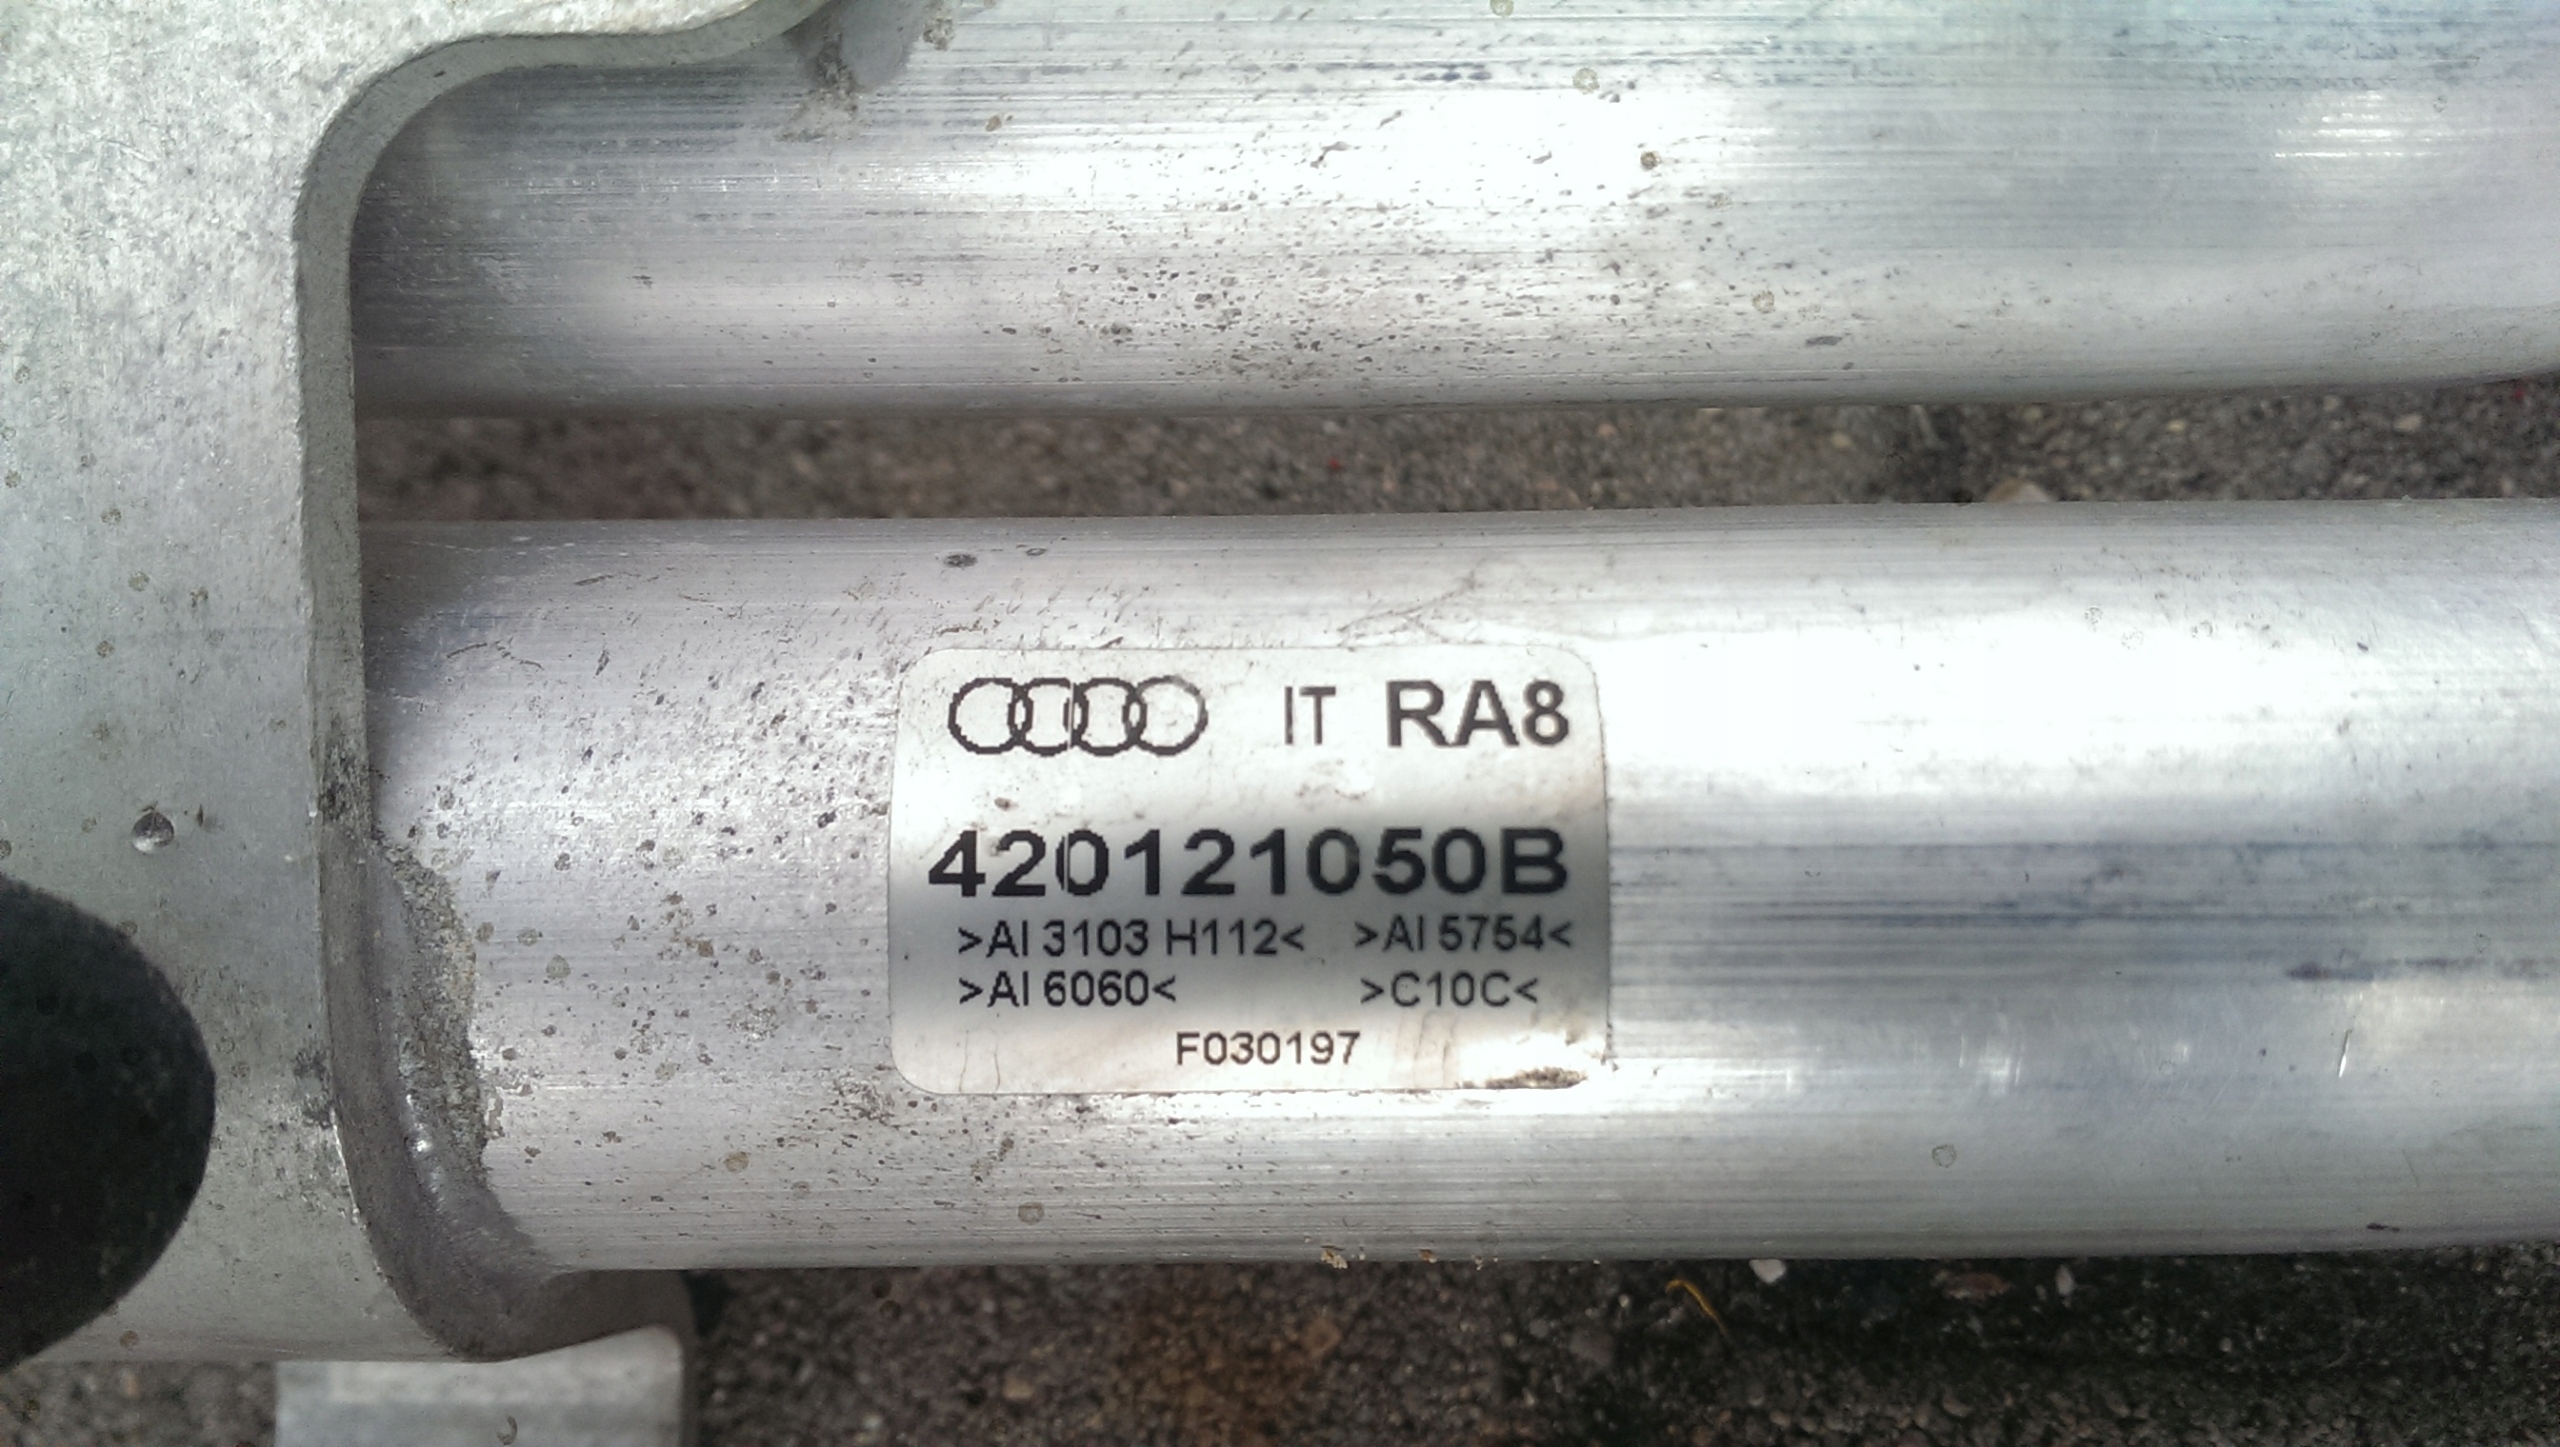 IT RA8
420121050B
>Al 3103 H112< >Al 5754<
>Al 6060< >C10C<
F030197